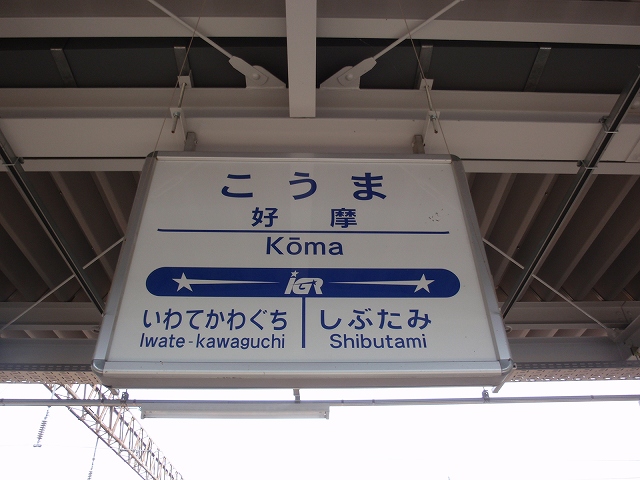 こうま
好摩
Kōma
iGR
いわてかわぐち しぶたみ
Iwate-kawaguchi Shibutami